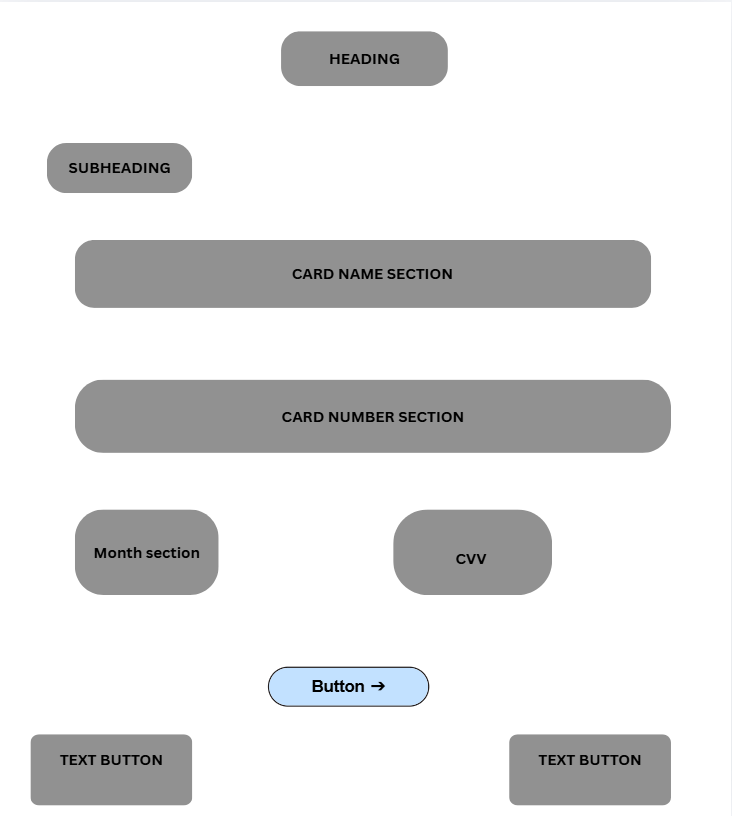 HEADING
SUBHEADING
CARD NAME SECTION
CARD NUMBER SECTION
Month section
CVV
Button →
TEXT BUTTON
TEXT BUTTON